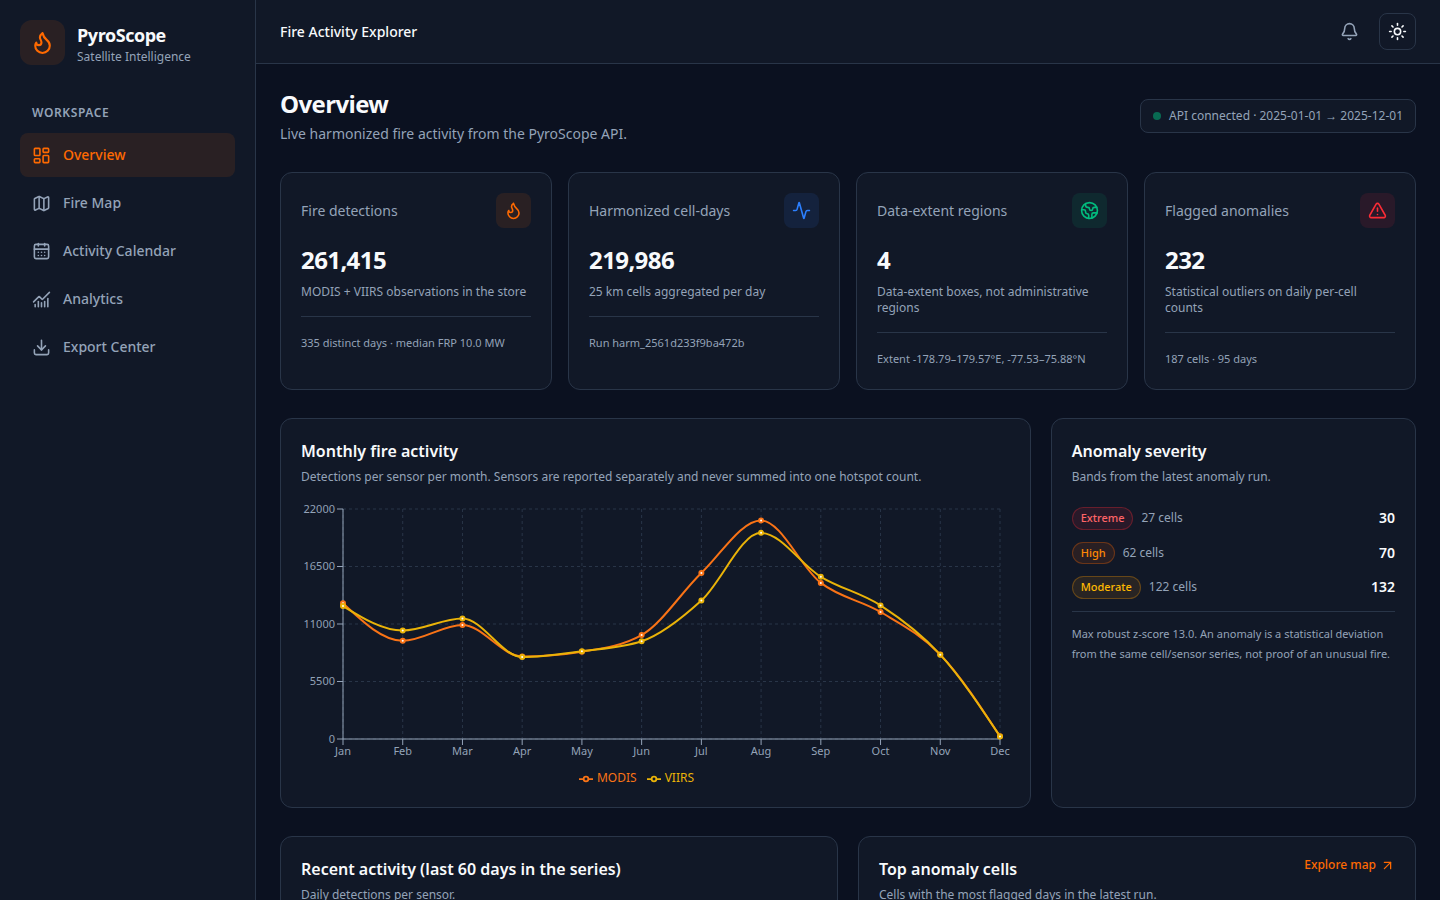 PyroScope
Satellite Intelligence
WORKSPACE
Overview
Fire Map
Activity Calendar
Analytics
Export Center
Fire Activity Explorer
Overview
Live harmonized fire activity from the PyroScope API.
API connected · 2025-01-01 → 2025-12-01
Fire detections
261,415
MODIS + VIIRS observations in the store
335 distinct days · median FRP 10.0 MW
Harmonized cell-days
219,986
25 km cells aggregated per day
Run harm_2561d233f9ba472b
Data-extent regions
4
Data-extent boxes, not administrative
regions
Extent -178.79–179.57°E, -77.53–75.88°N
Flagged anomalies
232
Statistical outliers on daily per-cell
counts
187 cells · 95 days
Monthly fire activity
Detections per sensor per month. Sensors are reported separately and never summed into one hotspot count.
22000
16500
11000
5500
0
Jan Feb Mar Apr May Jun Jul Aug Sep Oct Nov Dec
MODIS VIIRS
Anomaly severity
Bands from the latest anomaly run.
Extreme 27 cells 30
High 62 cells 70
Moderate 122 cells 132
Max robust z-score 13.0. An anomaly is a statistical deviation
from the same cell/sensor series, not proof of an unusual fire.
Recent activity (last 60 days in the series)
Daily detections per sensor.
Top anomaly cells
Explore map
Cells with the most flagged days in the latest run.